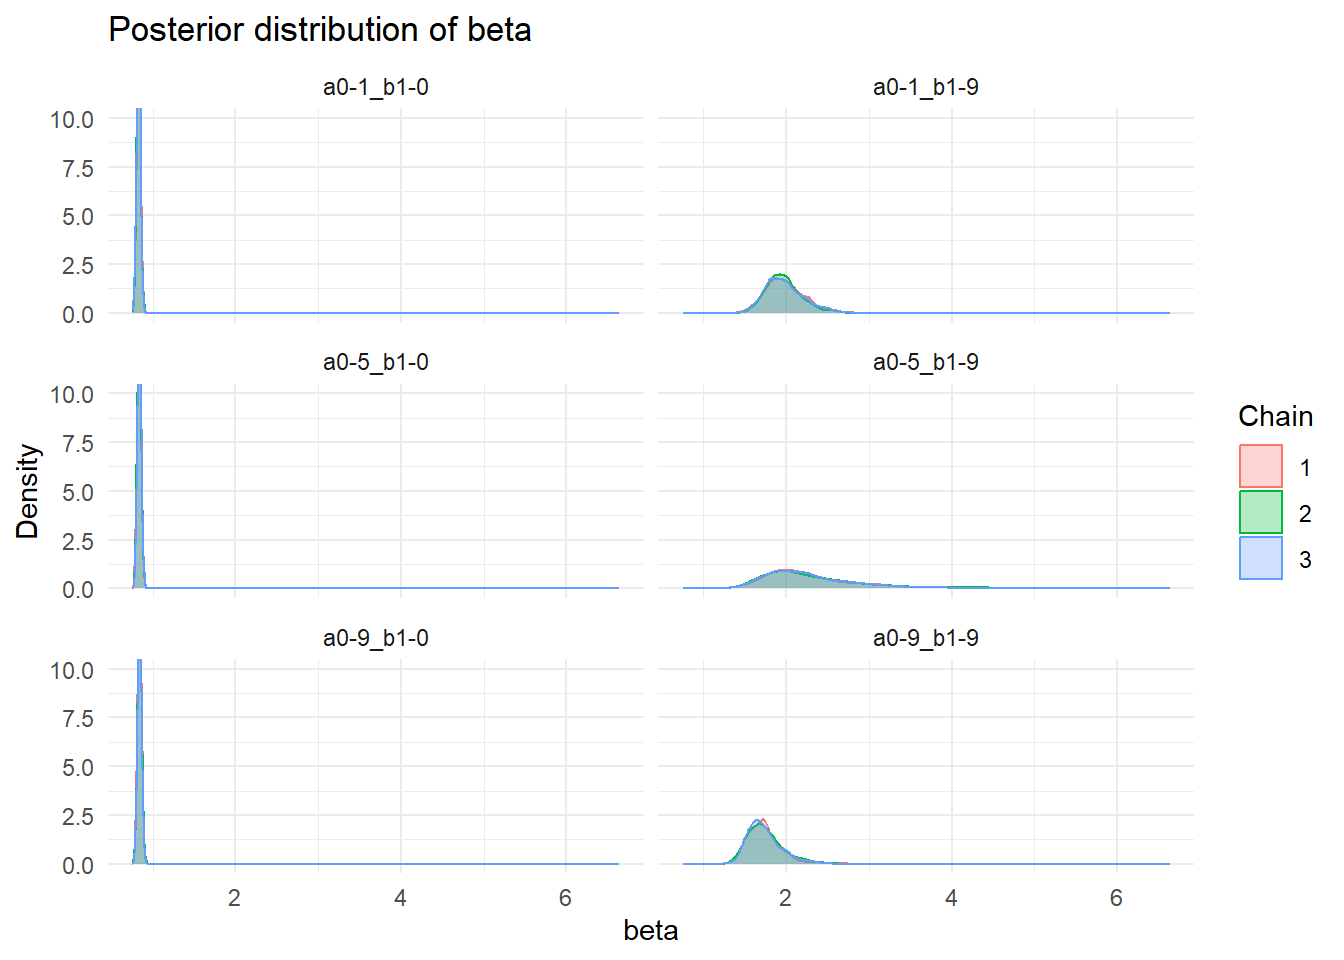 Posterior distribution of beta
a0-1_b1-0 a0-1_b1-9
10.0
7.5
5.0
2.5
0.0
a0-5_b1-0 a0-5_b1-9
10.0
7.5
5.0
2.5
0.0
Density
a0-9_b1-0 a0-9_b1-9
10.0
7.5
5.0
2.5
0.0
2 4 6 2 4 6
beta
Chain
1
2
3